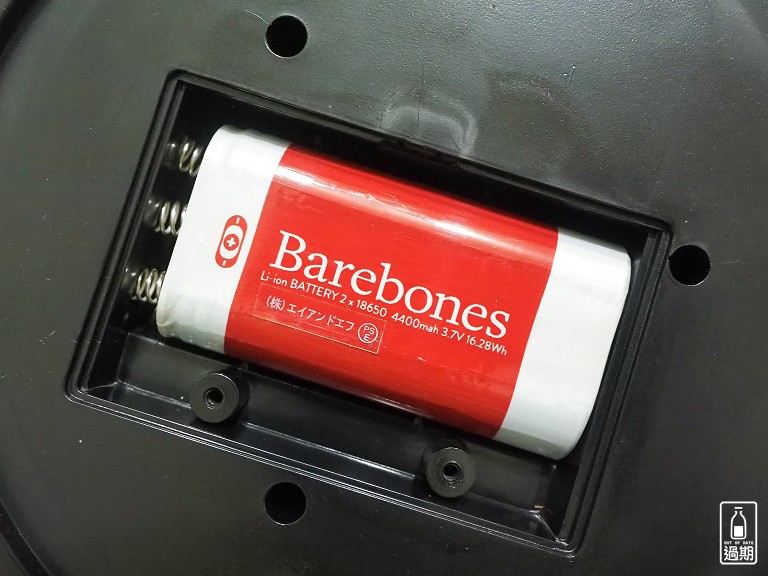 Barebones
Li-ion BATTERY 2 x 18650 4400mah 3.7V 16.28Wh
(株)エイアンドエフ PSE
OUT OF DATE
過期